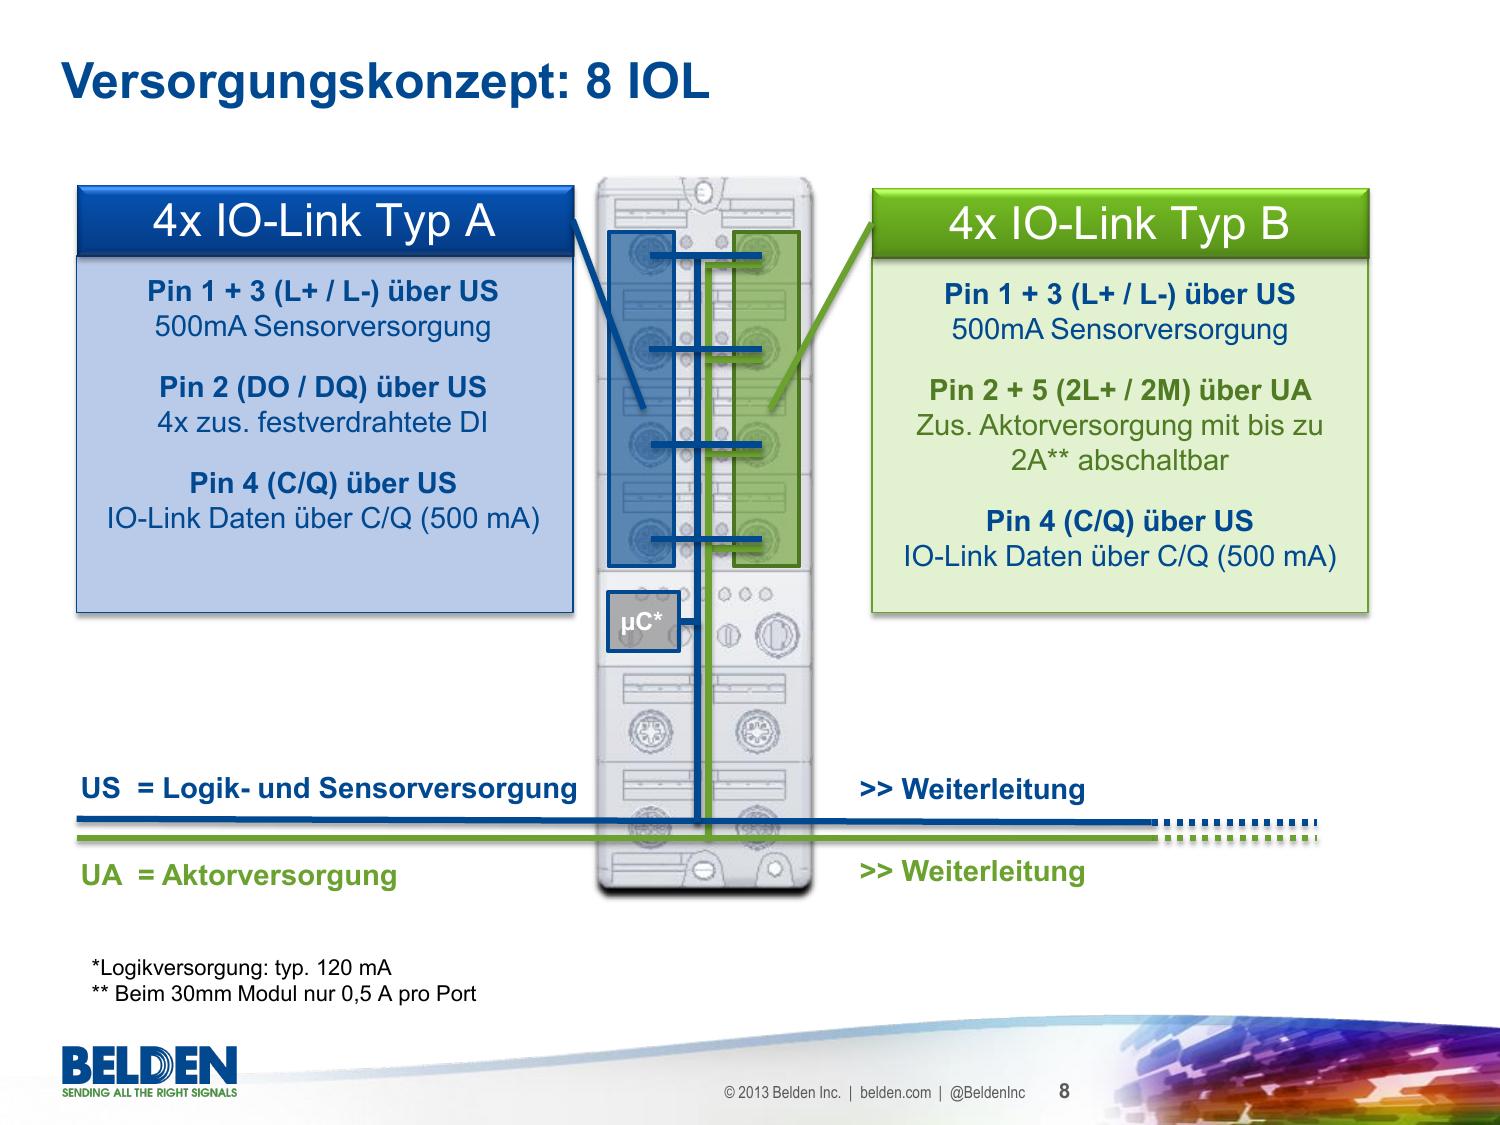 Versorgungskonzept: 8 IOL
4x IO-Link Typ A
Pin 1 + 3 (L+ / L-) über US
500mA Sensorversorgung
Pin 2 (DO / DQ) über US
4x zus. festverdrahtete DI
Pin 4 (C/Q) über US
IO-Link Daten über C/Q (500 mA)
4x IO-Link Typ B
Pin 1 + 3 (L+ / L-) über US
500mA Sensorversorgung
Pin 2 + 5 (2L+ / 2M) über UA
Zus. Aktorversorgung mit bis zu
2A** abschaltbar
Pin 4 (C/Q) über US
IO-Link Daten über C/Q (500 mA)
µC*
US = Logik- und Sensorversorgung
>> Weiterleitung
UA = Aktorversorgung
>> Weiterleitung
*Logikversorgung: typ. 120 mA
** Beim 30mm Modul nur 0,5 A pro Port
BELDEN
SENDING ALL THE RIGHT SIGNALS
© 2013 Belden Inc. | belden.com | @BeldenInc 8